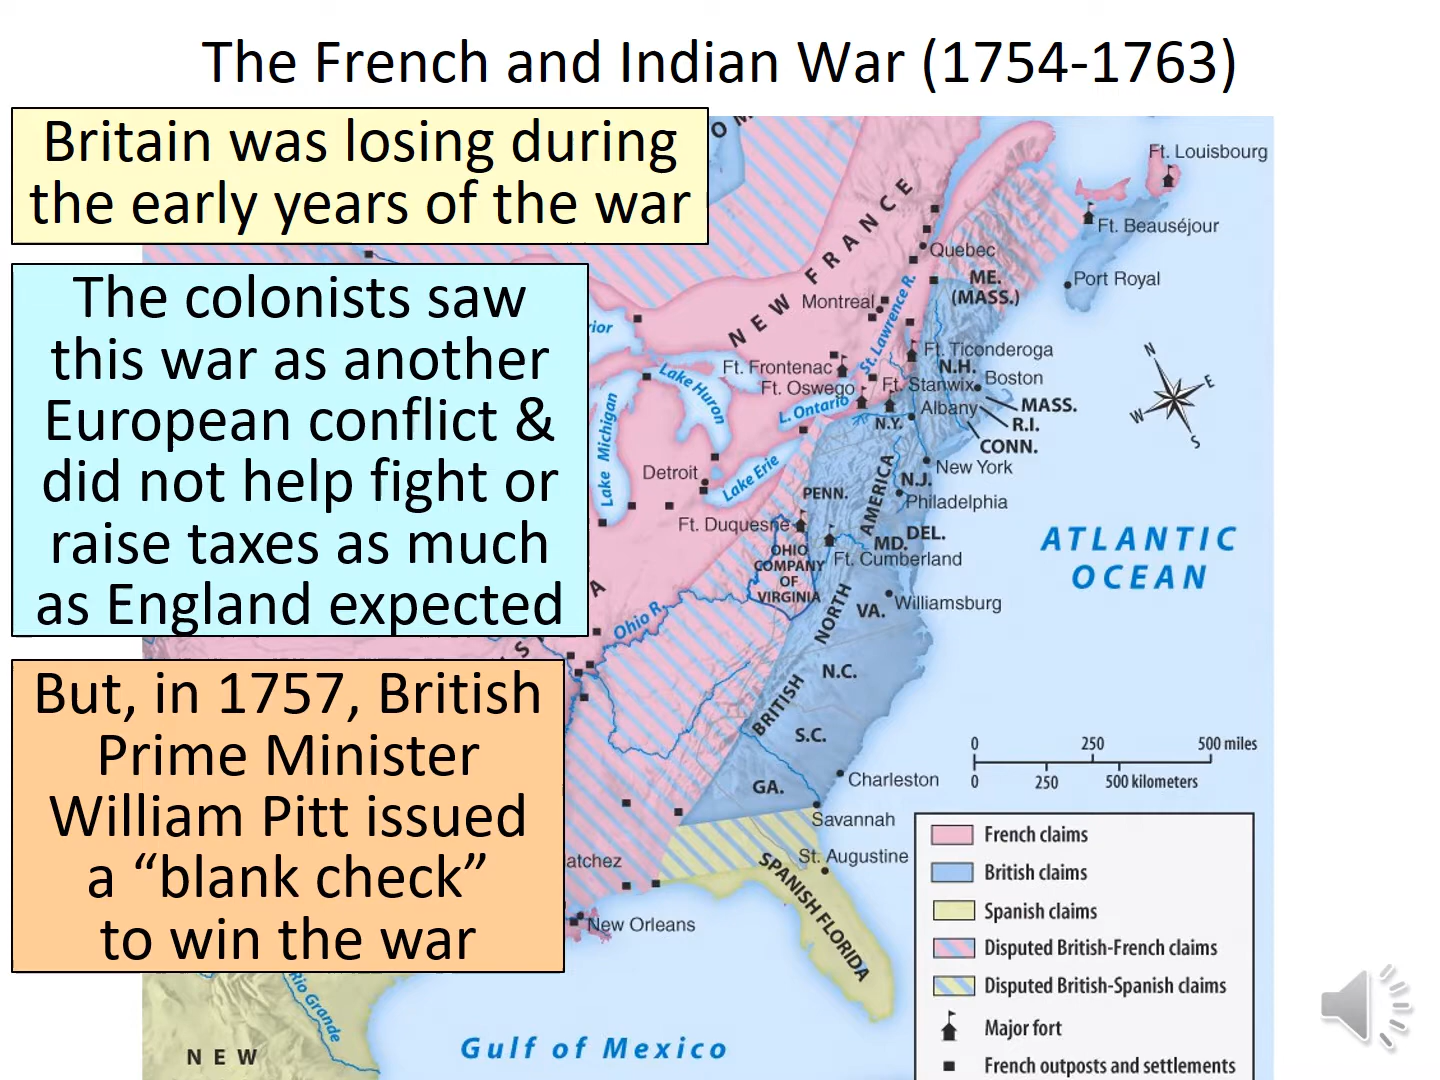 The French and Indian War (1754-1763)
Britain was losing during
the early years of the war
The colonists saw
this war as another
European conflict &
did not help fight or
raise taxes as much
as England expected
But, in 1757, British
Prime Minister
William Pitt issued
a “blank check”
to win the war
Ft. Louisbourg
Ft. Beauséjour
Quebec
Port Royal
ME.
(MASS.)
NEW FRANCE
Montreal
St. Lawrence R.
Ft. Ticonderoga
Ft. Frontenac
N.H.
Ft. Oswego
Ft. Stanwix
Boston
Lake Huron
L. Ontario
Albany
MASS.
R.I.
N.Y.
CONN.
Lake Michigan
New York
Detroit
Lake Erie
N.J.
PENN.
Philadelphia
Ft. Duquesne
DEL.
MD.
OHIO
COMPANY
OF
VIRGINIA
Ft. Cumberland
ATLANTIC
OCEAN
Ohio R.
VA.
Williamsburg
BRITISH NORTH AMERICA
N.C.
S.C.
GA.
Charleston
Savannah
St. Augustine
SPANISH FLORIDA
atchez
New Orleans
Rio Grande
NEW
Gulf of Mexico
rior
N
E
W
S
0 250 500 miles
0 250 500 kilometers
French claims
British claims
Spanish claims
Disputed British-French claims
Disputed British-Spanish claims
Major fort
French outposts and settlements